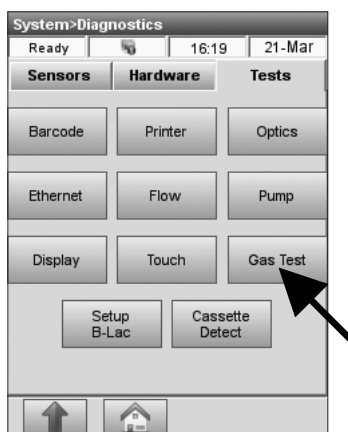 System>Diagnostics
Ready 16:19 21-Mar
Sensors Hardware Tests
Barcode Printer Optics
Ethernet Flow Pump
Display Touch Gas Test
Setup B-Lac Cassette Detect